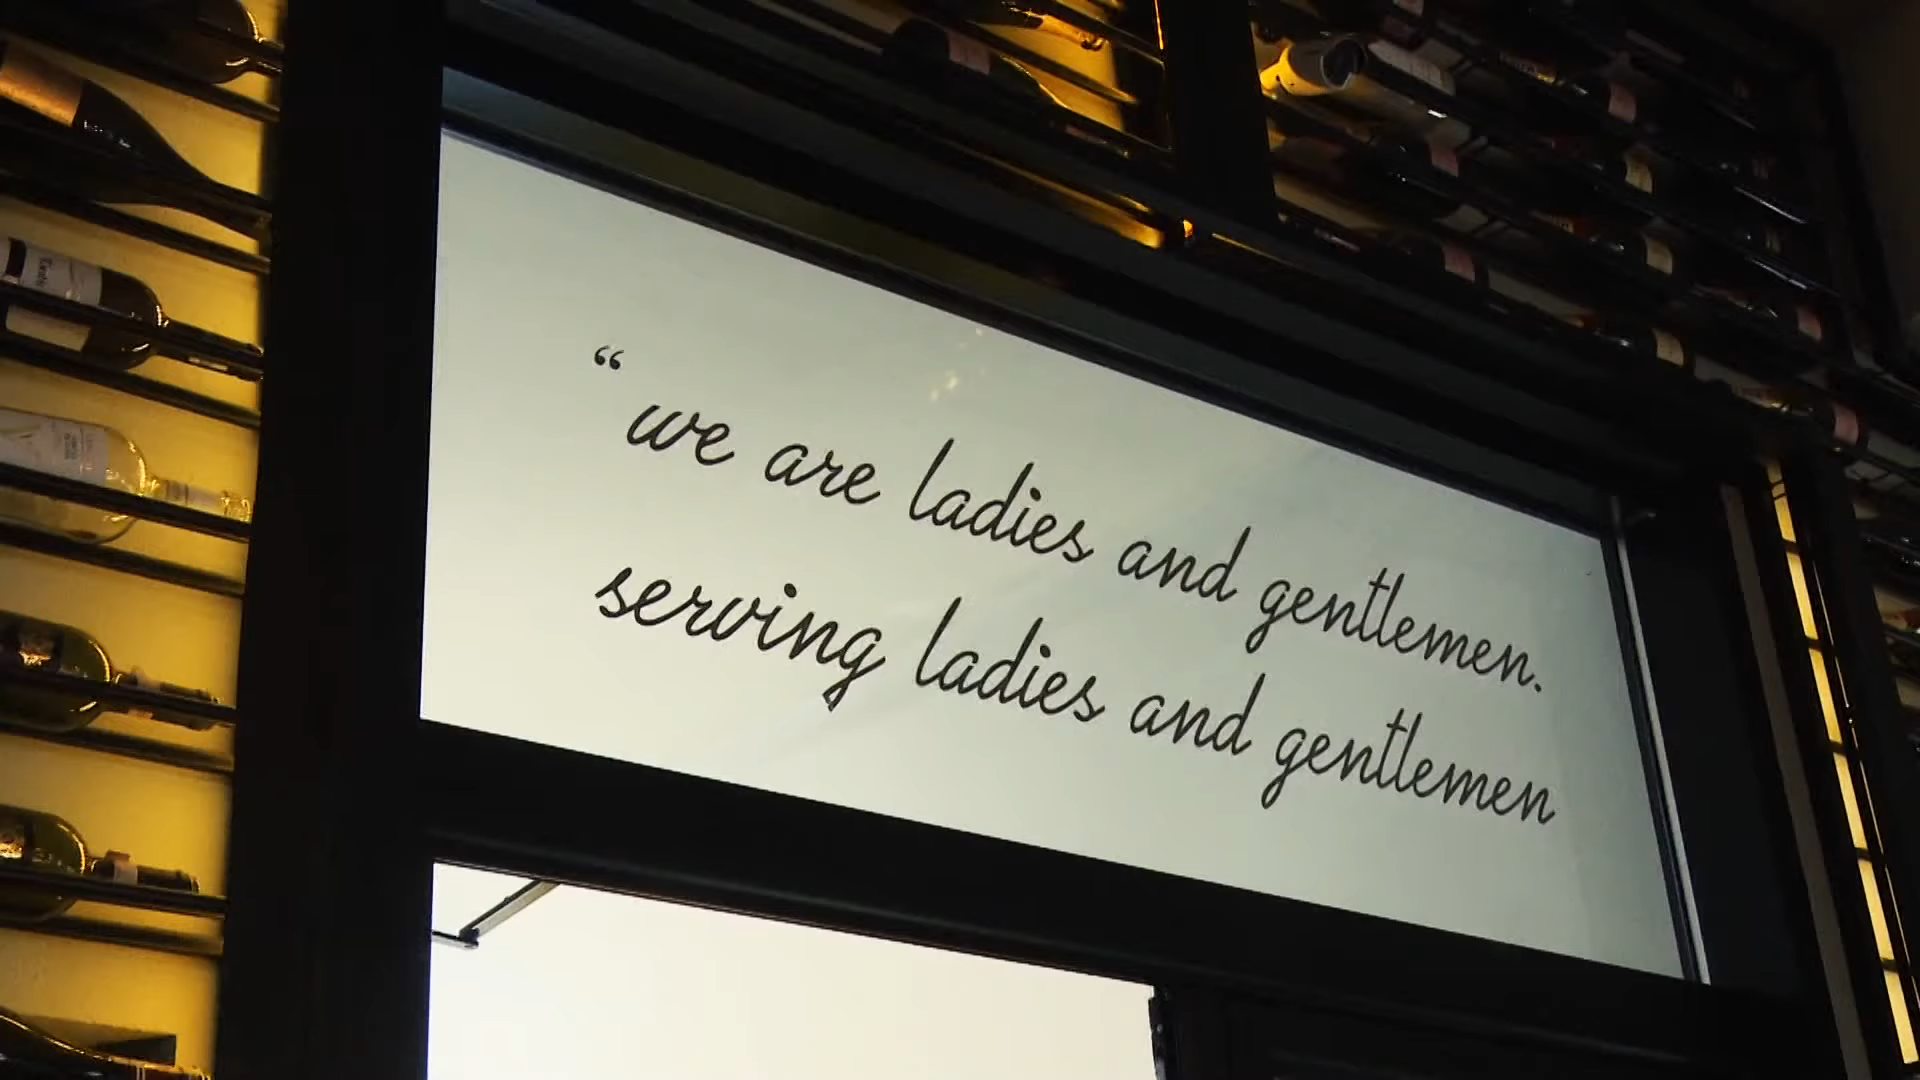 “ we are ladies and gentlemen.
serving ladies and gentlemen